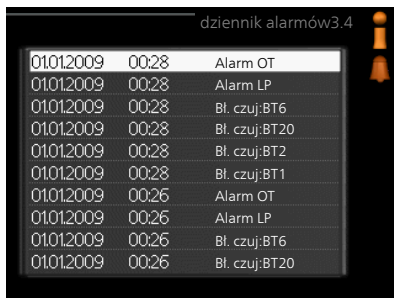 dziennik alarmów3.4
01.01.2009 00:28 Alarm OT
01.01.2009 00:28 Alarm LP
01.01.2009 00:28 Bł. czuj:BT6
01.01.2009 00:28 Bł. czuj:BT20
01.01.2009 00:28 Bł. czuj:BT2
01.01.2009 00:28 Bł. czuj:BT1
01.01.2009 00:26 Alarm OT
01.01.2009 00:26 Alarm LP
01.01.2009 00:26 Bł. czuj:BT6
01.01.2009 00:26 Bł. czuj:BT20